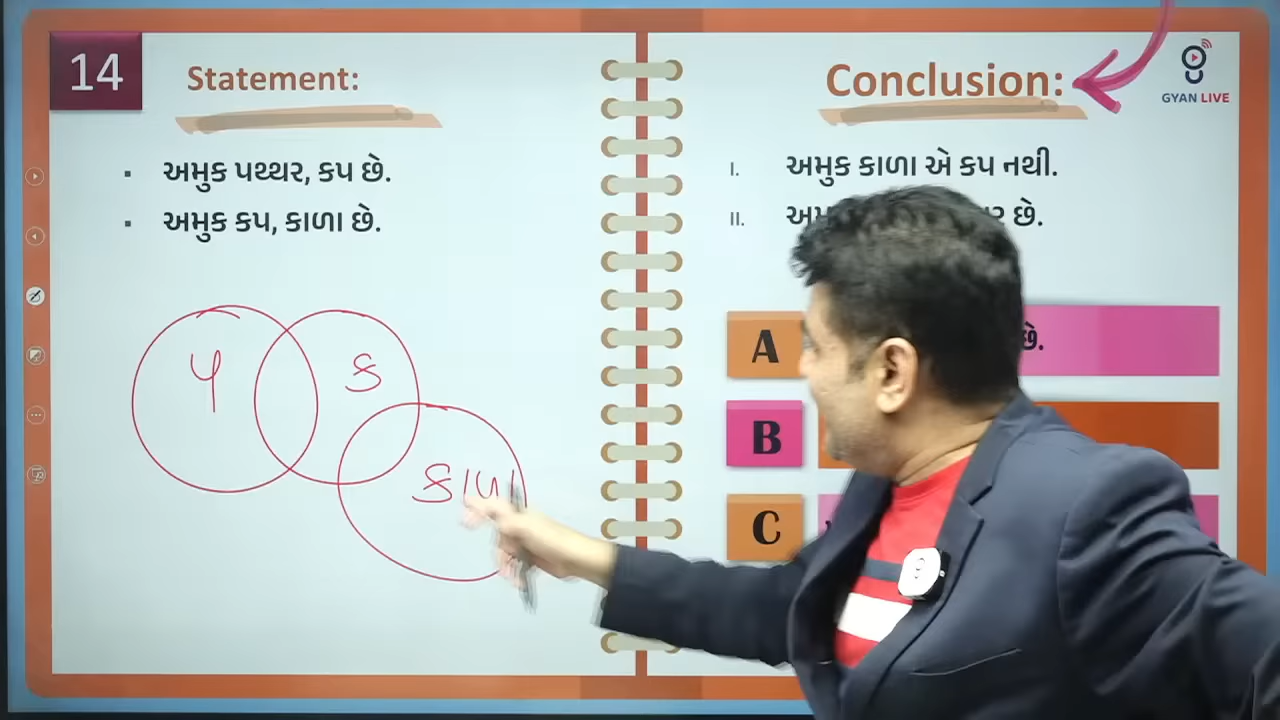 14
Statement:
અમુક પથ્થર, કપ છે.
અમુક કપ, કાળા છે.
પ
ક
કાળા
Conclusion:
GYAN LIVE
I. અમુક કાળા એ કપ નથી.
II. છે.
A છે.
B
C